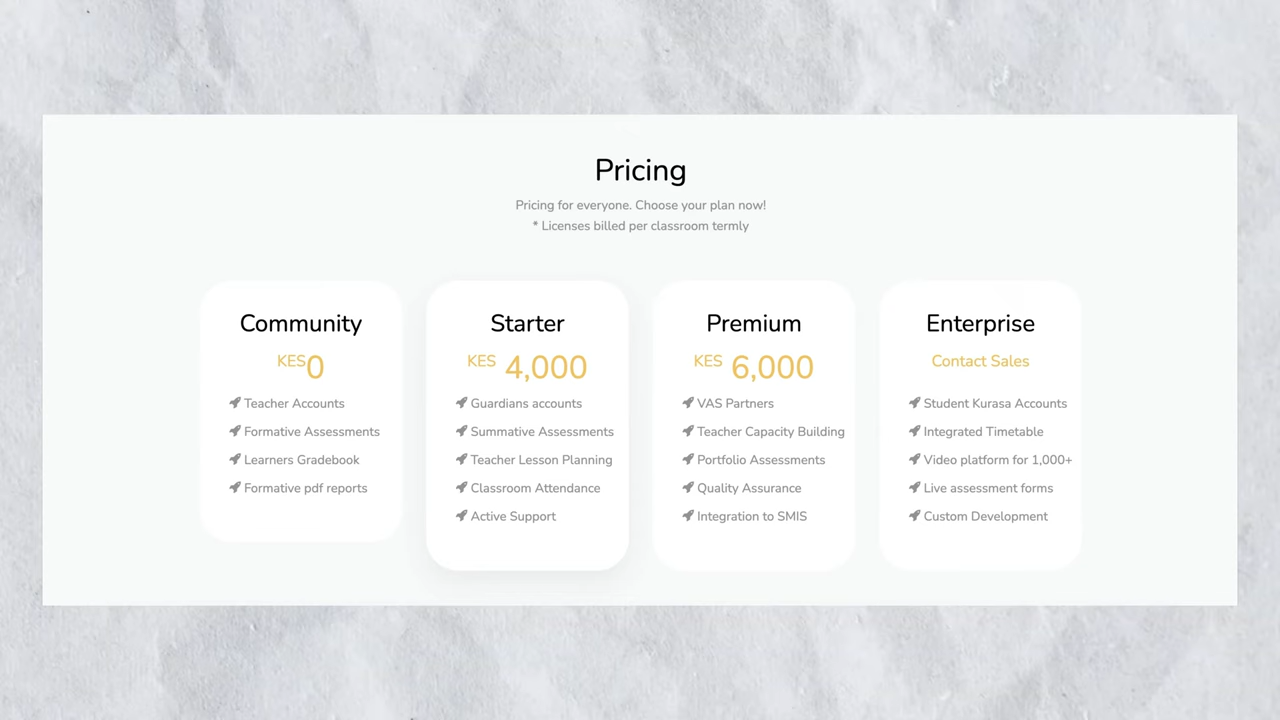 Pricing
Pricing for everyone. Choose your plan now!
* Licenses billed per classroom termly
Community
KES0
Teacher Accounts
Formative Assessments
Learners Gradebook
Formative pdf reports
Starter
KES 4,000
Guardians accounts
Summative Assessments
Teacher Lesson Planning
Classroom Attendance
Active Support
Premium
KES 6,000
VAS Partners
Teacher Capacity Building
Portfolio Assessments
Quality Assurance
Integration to SMIS
Enterprise
Contact Sales
Student Kurasa Accounts
Integrated Timetable
Video platform for 1,000+
Live assessment forms
Custom Development